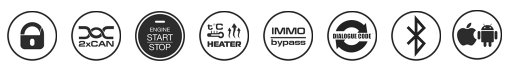 2xCAN
ENGINE
START
STOP
t°C
HEATER
IMMO
bypass
DIALOGUE CODE